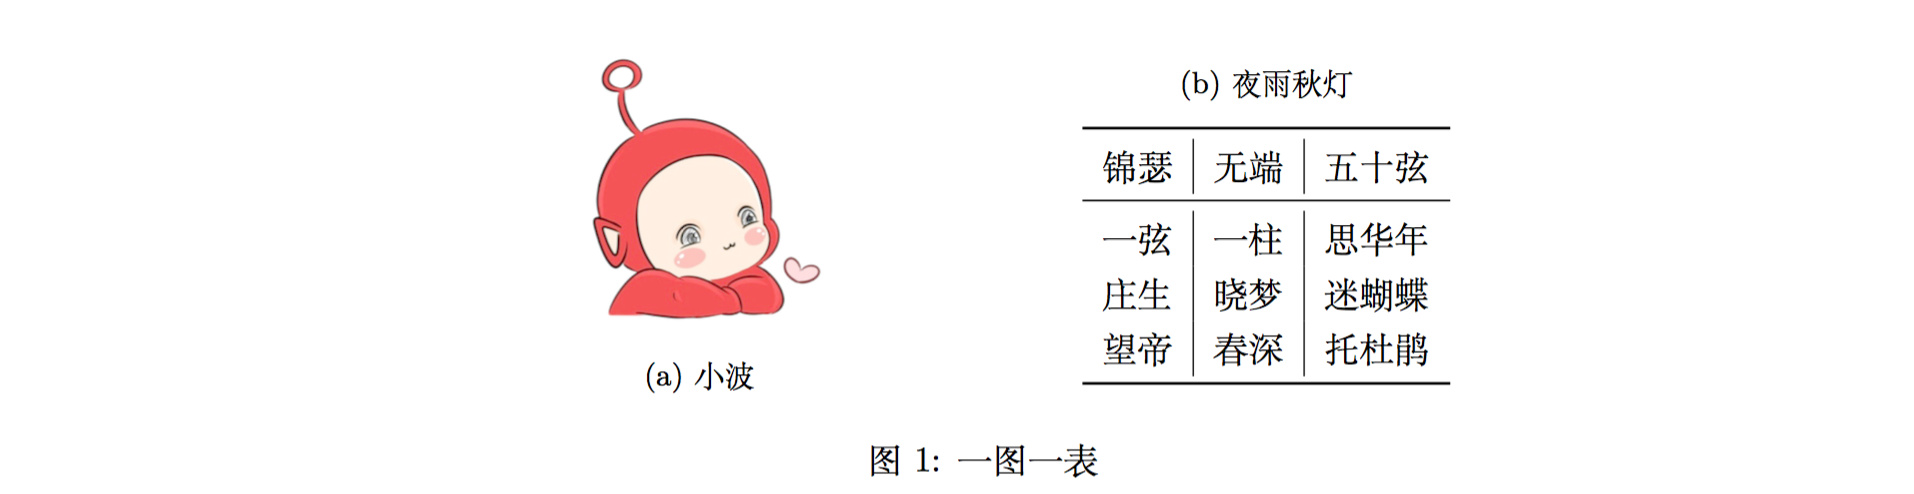 (a) 小波
(b) 夜雨秋灯
锦瑟 无端 五十弦
一弦 一柱 思华年
庄生 晓梦 迷蝴蝶
望帝 春深 托杜鹃
图 1: 一图一表